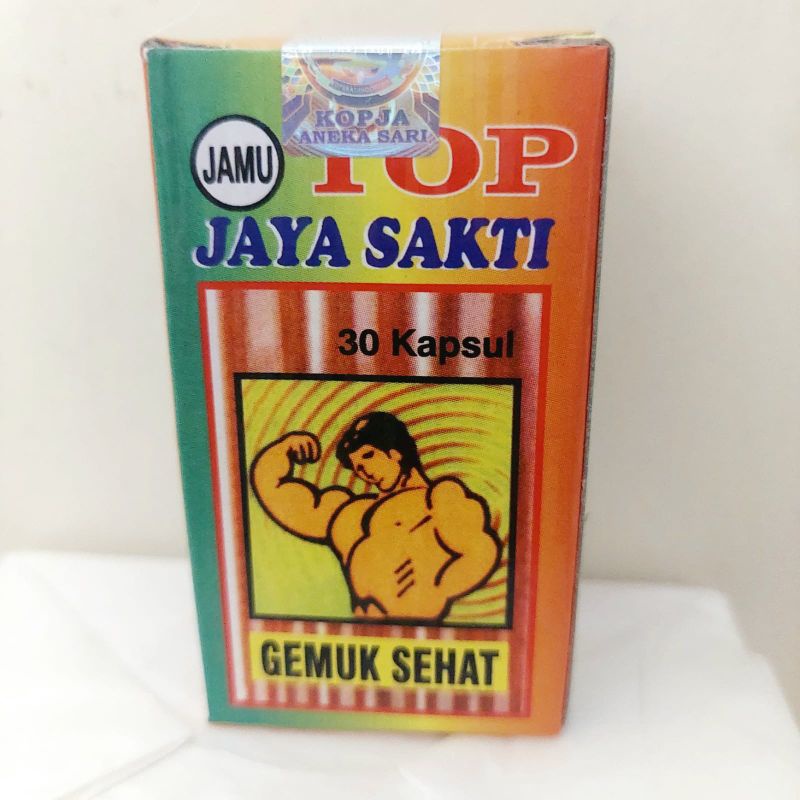 KOPJA
ANEKA SARI
JAMU
TOP
JAYA SAKTI
30 Kapsul
GEMUK SEHAT